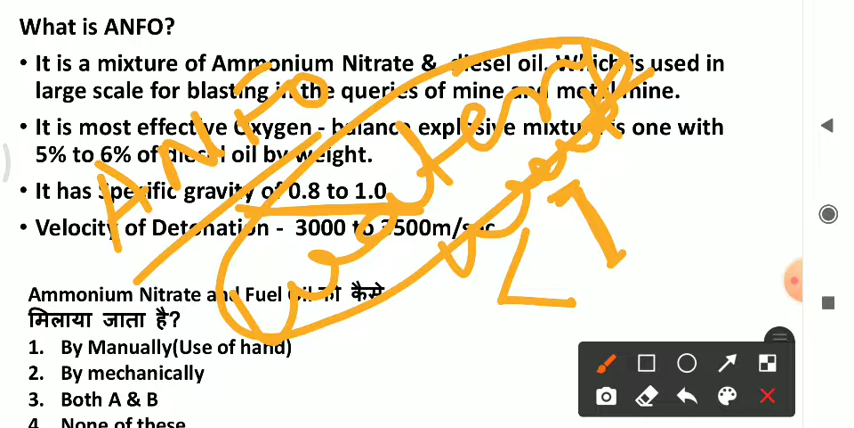 What is ANFO?
• It is a mixture of Ammonium Nitrate & diesel oil. Which is used in
large scale for blasting in the queries of mine and metal mine.
• It is most effective Oxygen - balance explosive mixture is one with
5% to 6% of diesel oil by weight.
• It has Specific gravity of 0.8 to 1.0
• Velocity of Detonation - 3000 to 3500m/sec
ANFO
<1
Ammonium Nitrate and Fuel Oil को कैसे
मिलाया जाता है?
1. By Manually(Use of hand)
2. By mechanically
3. Both A & B
4. None of these